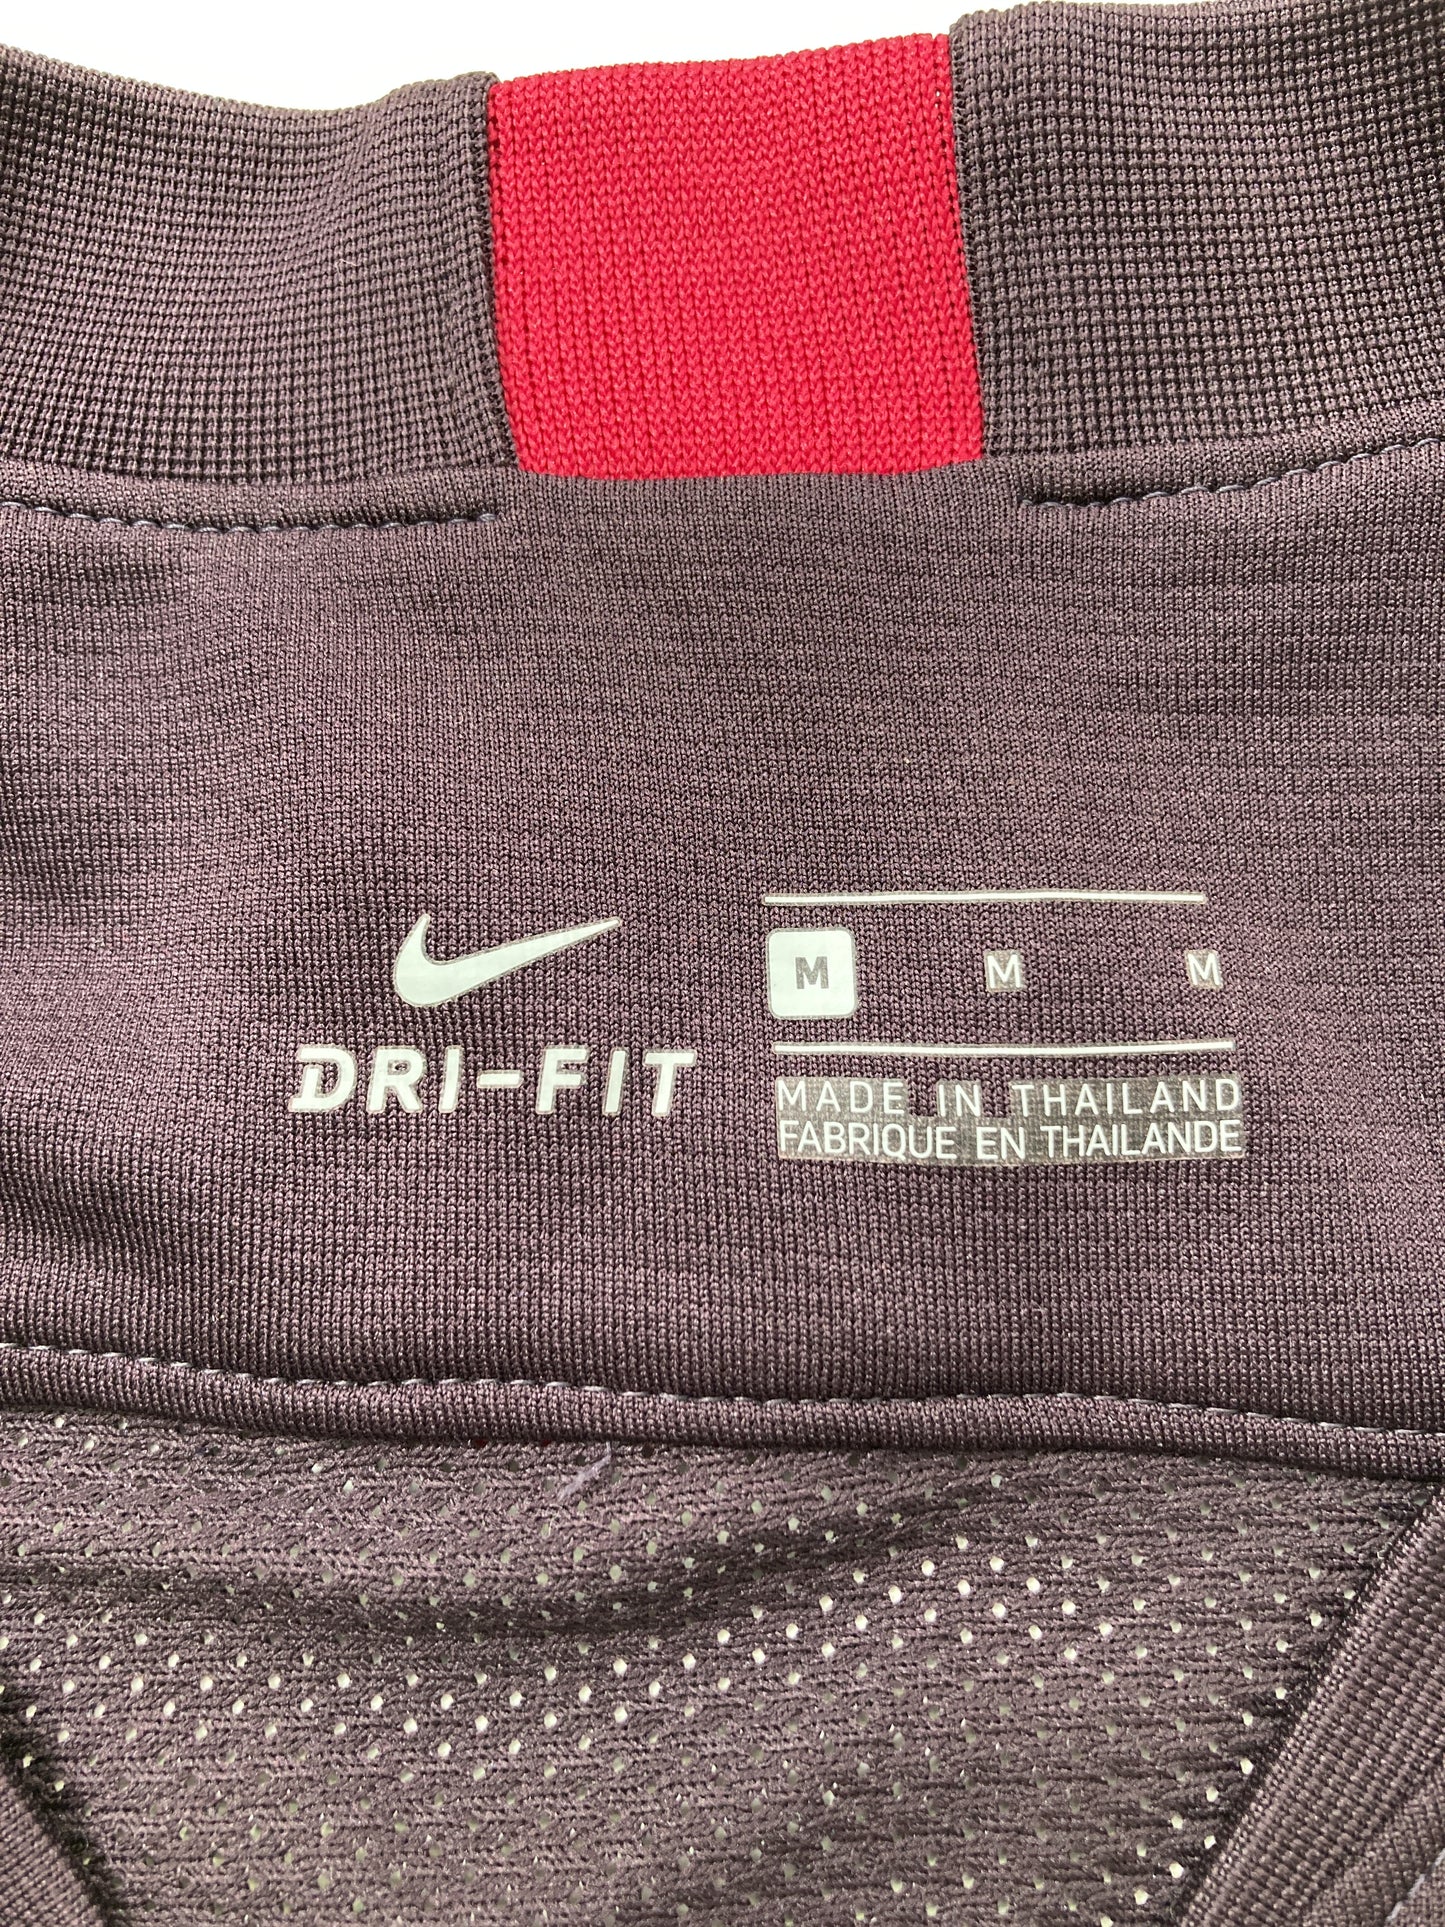 DRI-FIT
M M M
MADE IN THAILAND
FABRIQUE EN THAILANDE